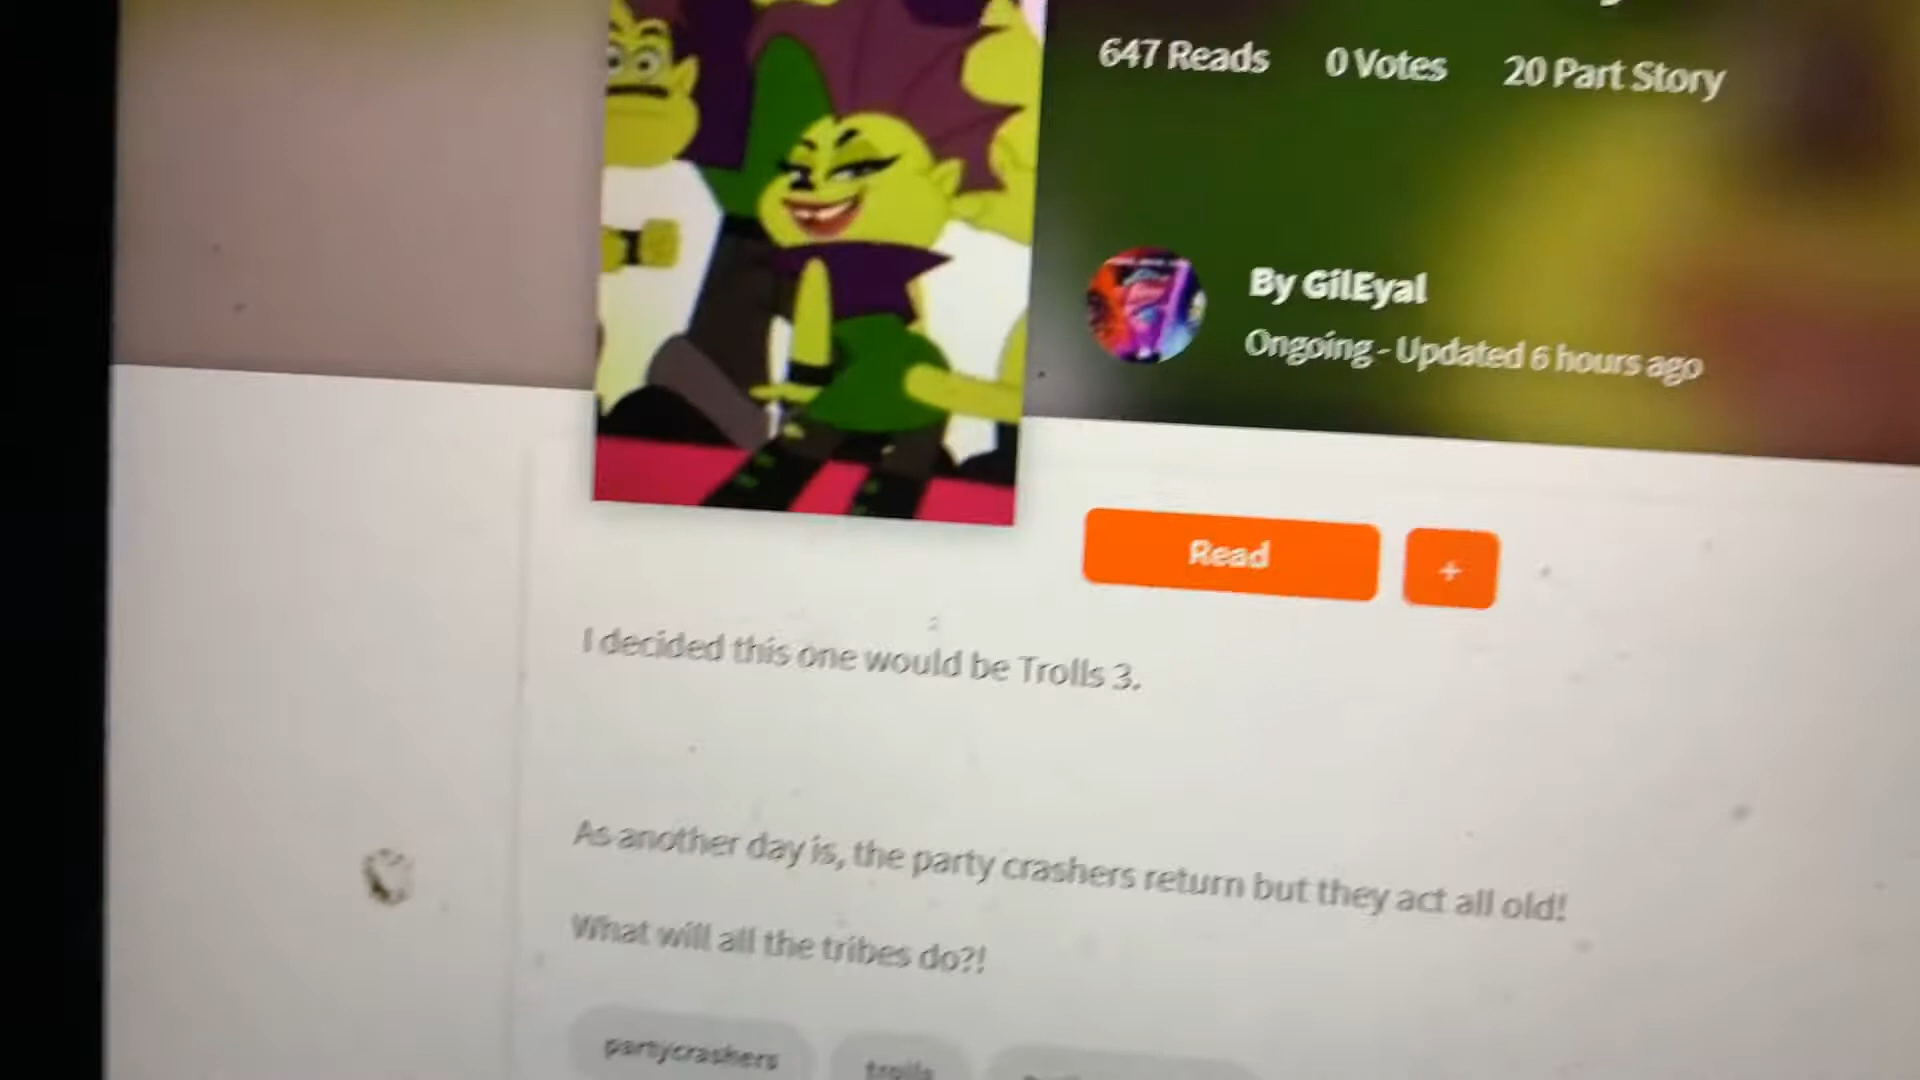 647 Reads 0 Votes 20 Part Story
By GilEyal
Ongoing - Updated 6 hours ago
Read +
I decided this one would be Trolls 3.
As another day is, the party crashers return but they act all old!
What will all the tribes do?!
partycrashers trolls